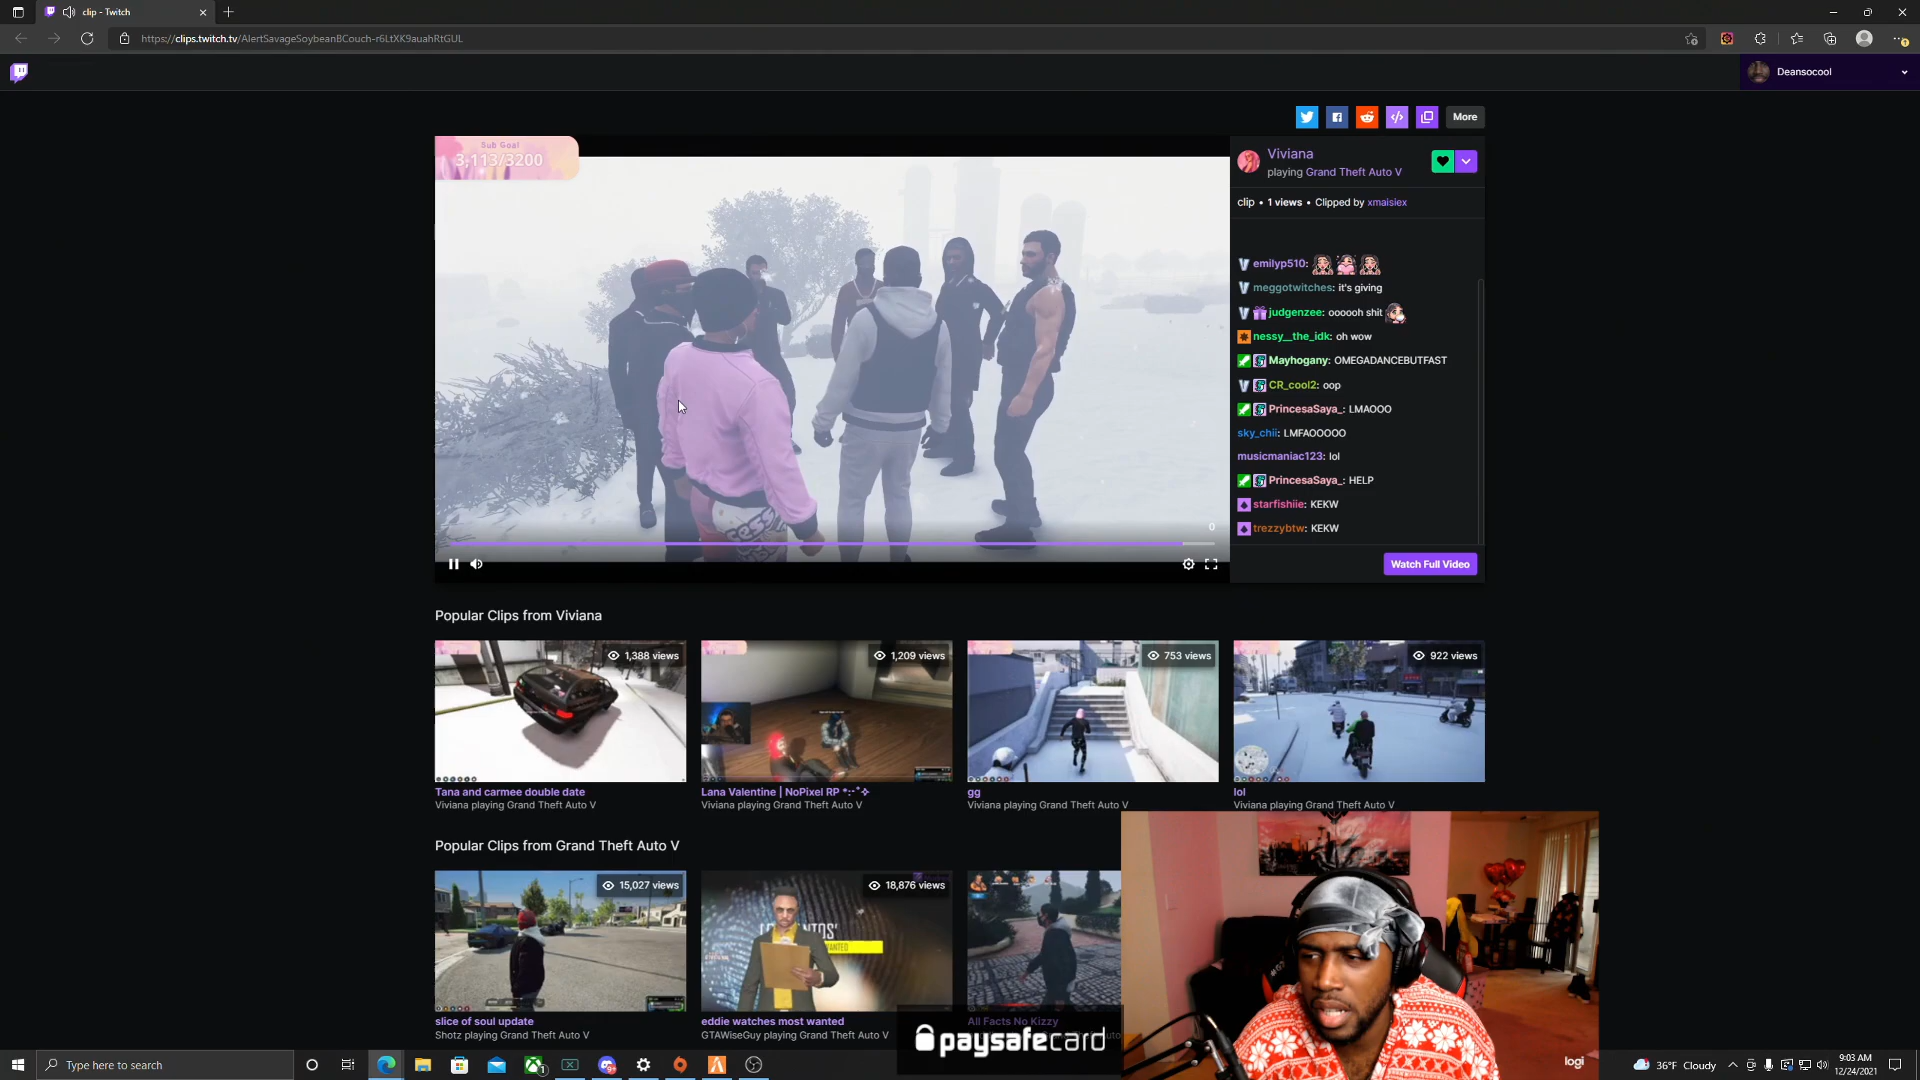 clip - Twitch
https://clips.twitch.tv/AlertSavageSoybeanBCouch-r6LtXK9auahRtGUL
Deansocool
More
Sub Goal
3,113/3200
Viviana
playing Grand Theft Auto V
clip • 1 views • Clipped by xmaisiex
emilyp510:
meggotwitches: it's giving
judgenzee: oooooh shit
nessy__the_idk: oh wow
Mayhogany: OMEGADANCEBUTFAST
CR_cool2: oop
PrincesaSaya_: LMAOOO
sky_chii: LMFAOOOOO
musicmaniac123: lol
PrincesaSaya_: HELP
starfishiie: KEKW
trezzybtw: KEKW
0
Watch Full Video
Popular Clips from Viviana
1,388 views
1,209 views
753 views
922 views
Tana and carmee double date
Lana Valentine | NoPixel RP *:･ﾟ✧
gg
lol
Viviana playing Grand Theft Auto V
Viviana playing Grand Theft Auto V
Viviana playing Grand Theft Auto V
Viviana playing Grand Theft Auto V
Popular Clips from Grand Theft Auto V
15,027 views
18,876 views
slice of soul update
eddie watches most wanted
All Facts No Kizzy
Shotz playing Grand Theft Auto V
GTAWiseGuy playing Grand Theft Auto V
paysafecard
logi
Type here to search
36°F Cloudy
9:03 AM
12/24/2021